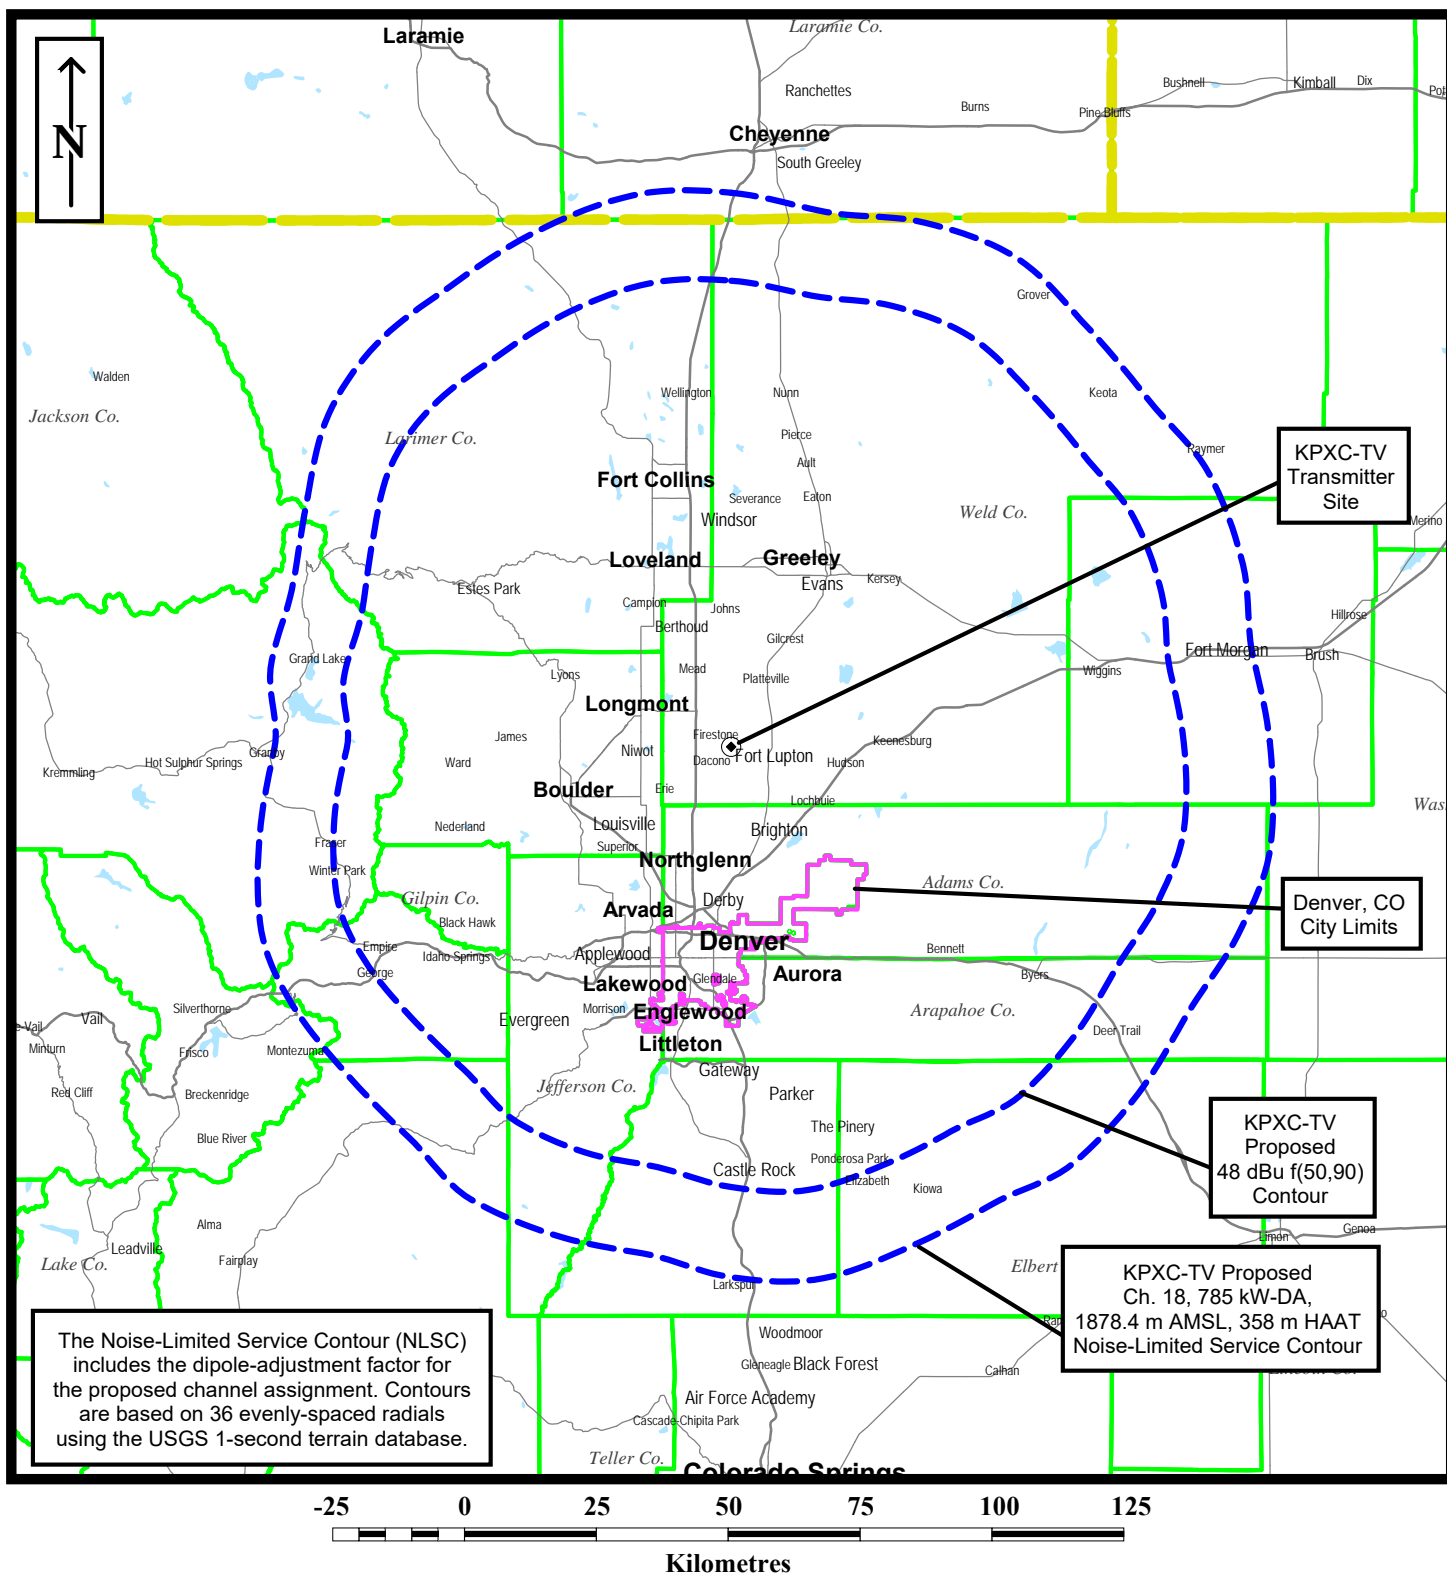 Laramie Co.
Laramie
N
Ranchettes
Bushnell
Kimball
Dix
Burns
Pine Bluffs
Cheyenne
South Greeley
Grover
Walden
Wellington
Nunn
Keota
Jackson Co.
Larimer Co.
Pierce
Raymer
KPXC-TV
Transmitter
Site
Ault
Fort Collins
Severance
Eaton
Windsor
Weld Co.
Merino
Loveland
Greeley
Evans
Kersey
Estes Park
Campion
Johns
Berthoud
Hillrose
Gilcrest
Grand Lake
Fort Morgan
Brush
Lyons
Mead
Platteville
Wiggins
Longmont
James
Firestone
Niwot
Keenesburg
Granby
Hot Sulphur Springs
Ward
Dacono
Fort Lupton
Hudson
Kremmling
Boulder
Erie
Lochbuie
Was
Nederland
Louisville
Brighton
Fraser
Superior
Northglenn
Winter Park
Gilpin Co.
Derby
Adams Co.
Denver, CO
City Limits
Arvada
Black Hawk
Denver
Empire
Idaho Springs
Applewood
Bennett
George
Lakewood
Glendale
Aurora
Byers
Silverthorne
Morrison
Englewood
Arapahoe Co.
Vail
e-Vail
Evergreen
Deer Trail
Minturn
Frisco
Montezuma
Littleton
Gateway
Red Cliff
Breckenridge
Jefferson Co.
Parker
Blue River
The Pinery
KPXC-TV
Proposed
48 dBu f(50,90)
Contour
Castle Rock
Ponderosa Park
Elizabeth
Kiowa
Alma
Genoa
Limon
Leadville
Lake Co.
Fairplay
Elbert
Larkspur
KPXC-TV Proposed
Ch. 18, 785 kW-DA,
1878.4 m AMSL, 358 m HAAT
Noise-Limited Service Contour
Woodmoor
Gleneagle
Black Forest
Calhan
The Noise-Limited Service Contour (NLSC)
includes the dipole-adjustment factor for
the proposed channel assignment. Contours
are based on 36 evenly-spaced radials
using the USGS 1-second terrain database.
Air Force Academy
Cascade-Chipita Park
Teller Co.
Colorado Springs
-25 0 25 50 75 100 125
Kilometres